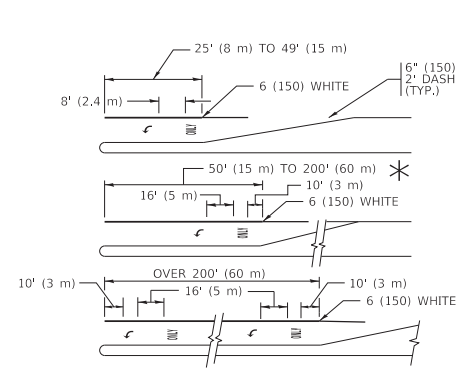 25' (8 m) TO 49' (15 m)
6" (150)
2' DASH
(TYP.)
6 (150) WHITE
8' (2.4 m)
ONLY
50' (15 m) TO 200' (60 m)
10' (3 m)
16' (5 m)
6 (150) WHITE
ONLY
OVER 200' (60 m)
10' (3 m)
10' (3 m)
16' (5 m)
6 (150) WHITE
ONLY
ONLY